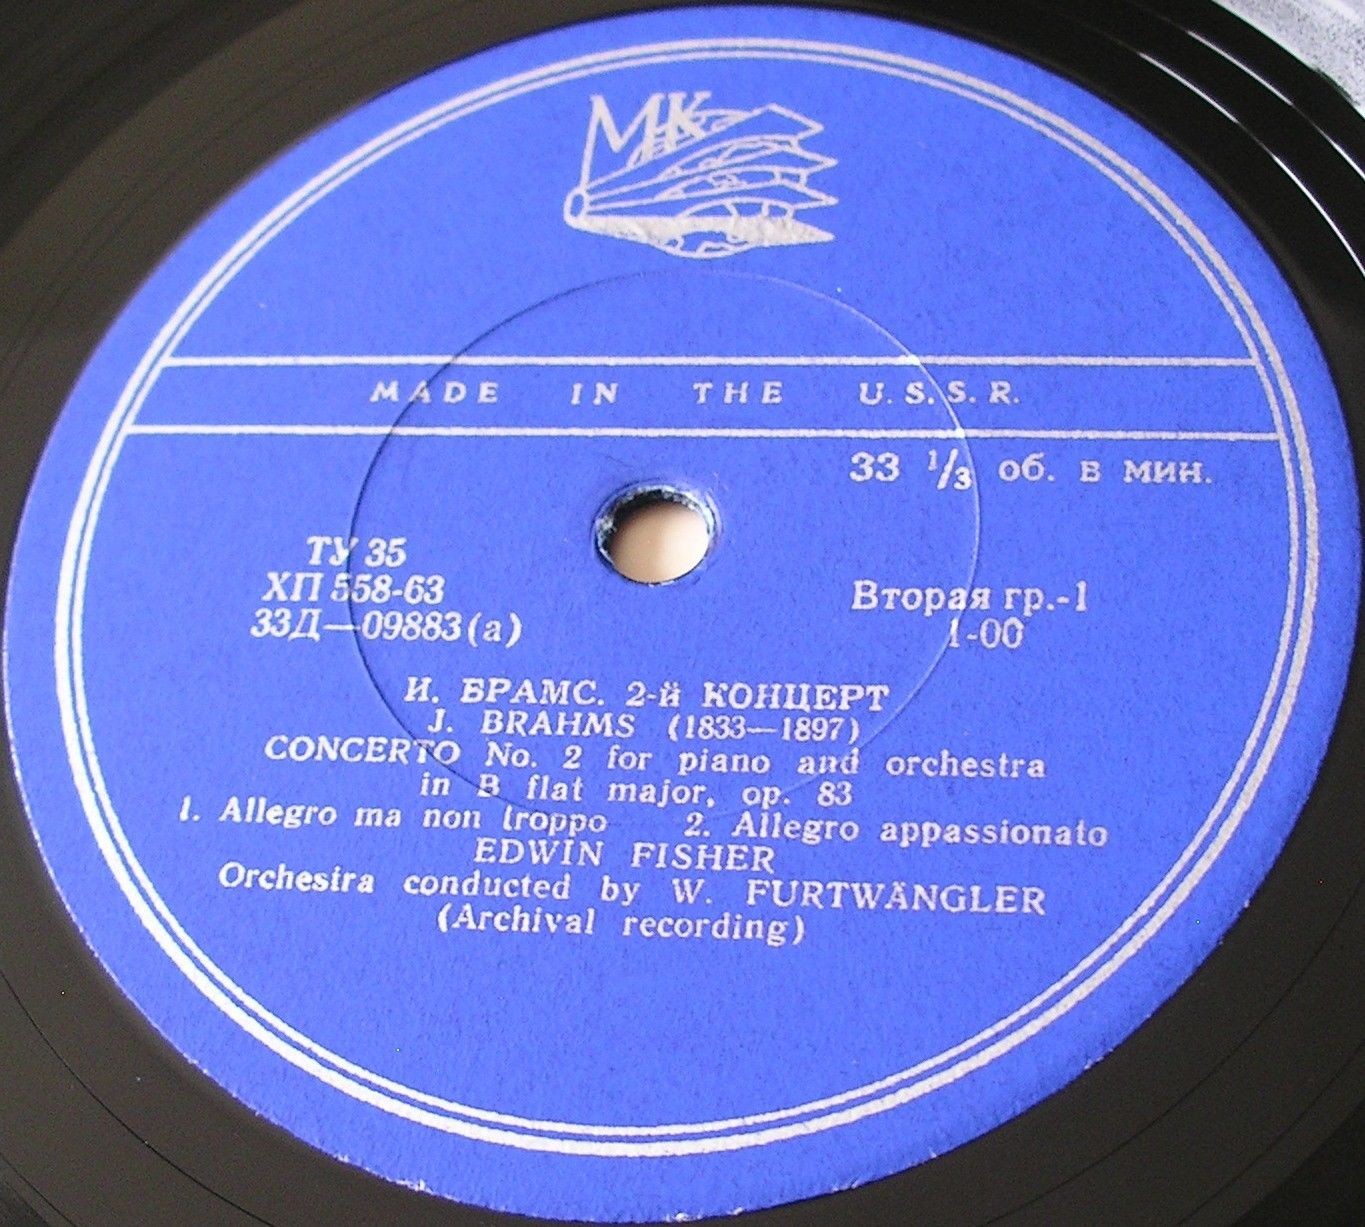 МК
MADE IN THE U.S.S.R.
33 1/3 об. в мин.
ТУ 35
ХП 558-63
33Д—09883(а)
Вторая гр.-1
1-00
И. БРАМС. 2-й КОНЦЕРТ
J. BRAHMS (1833—1897)
CONCERTO No. 2 for piano and orchestra
in B flat major, op. 83
1. Allegro ma non troppo 2. Allegro appassionato
EDWIN FISHER
Orchestra conducted by W. FURTWÄNGLER
(Archival recording)